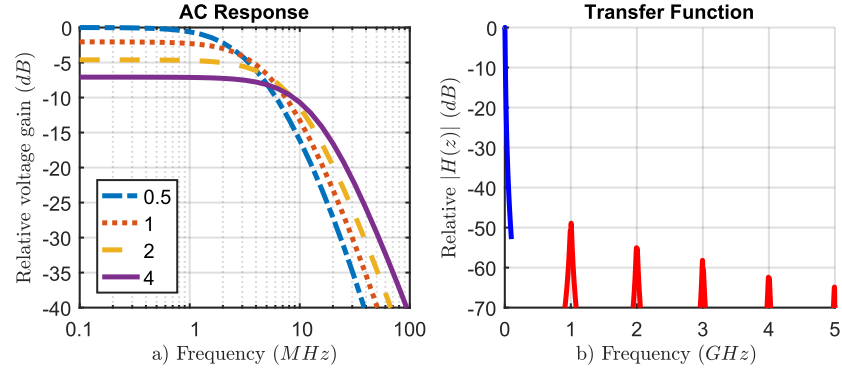 AC Response
Relative voltage gain (dB)
0
-5
-10
-15
-20
-25
-30
-35
-40
0.5
1
2
4
0.1 1 10 100
a) Frequency (MHz)
Transfer Function
Relative |H(z)| (dB)
0
-10
-20
-30
-40
-50
-60
-70
0 1 2 3 4 5
b) Frequency (GHz)